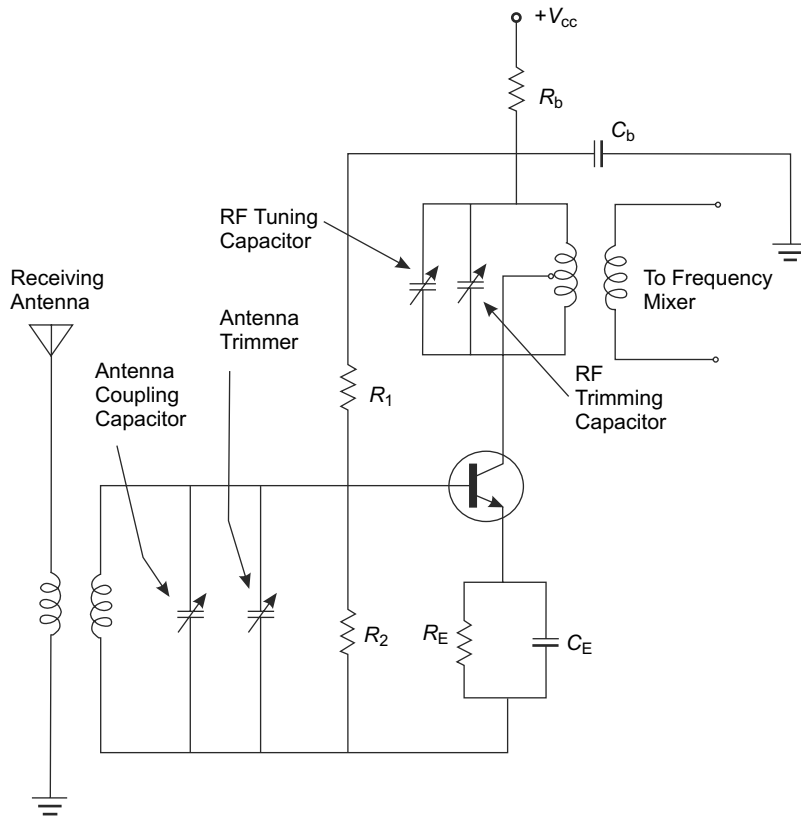 +Vcc
Rb
Cb
RF Tuning
Capacitor
Receiving
Antenna
Antenna
Trimmer
To Frequency
Mixer
Antenna
Coupling
Capacitor
R1
RF
Trimming
Capacitor
R2
RE
CE